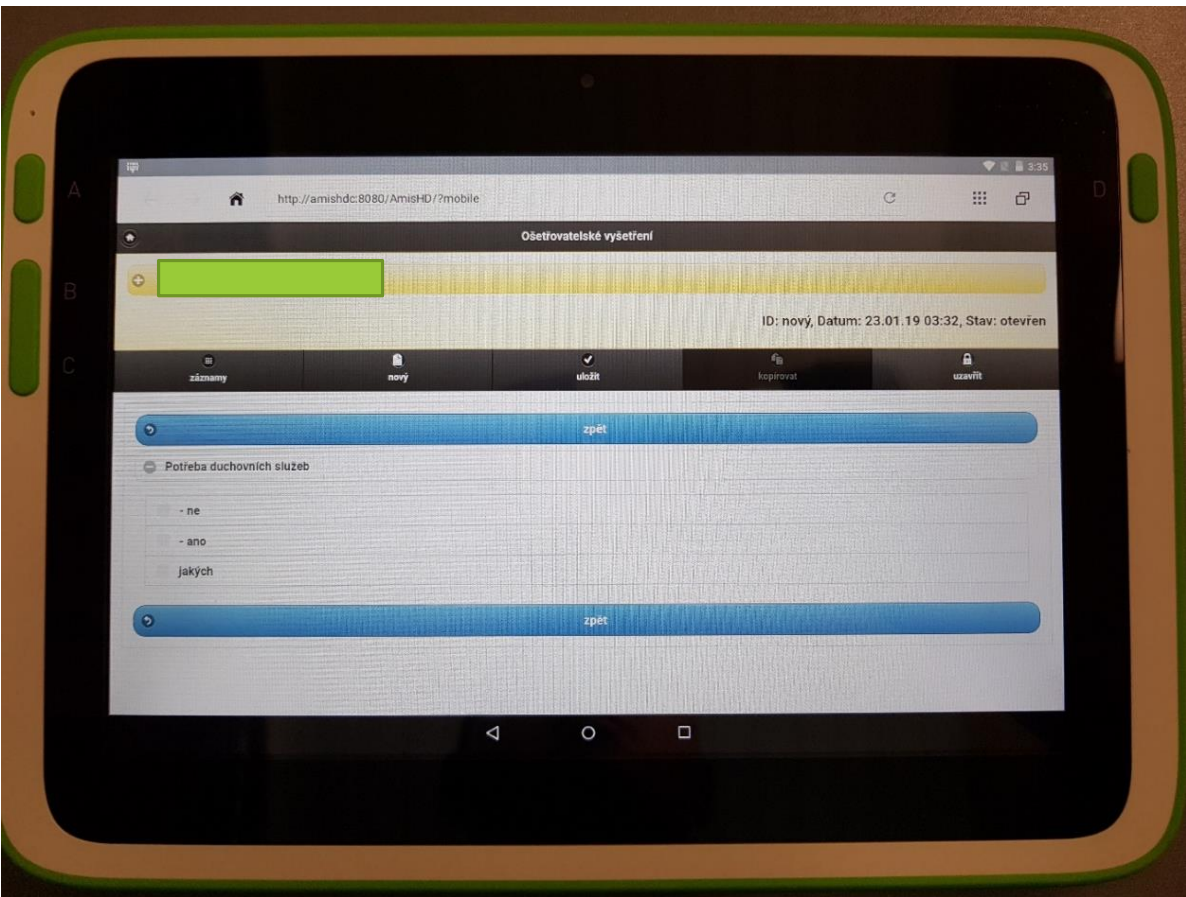 3:35
http://amishdc:8080/AmisHD/?mobile
A
D
Ošetřovatelské vyšetření
B
ID: nový, Datum: 23.01.19 03:32, Stav: otevřen
C
záznamy nový uložit kopírovat uzavřít
zpět
Potřeba duchovních služeb
- ne
- ano
jakých
zpět